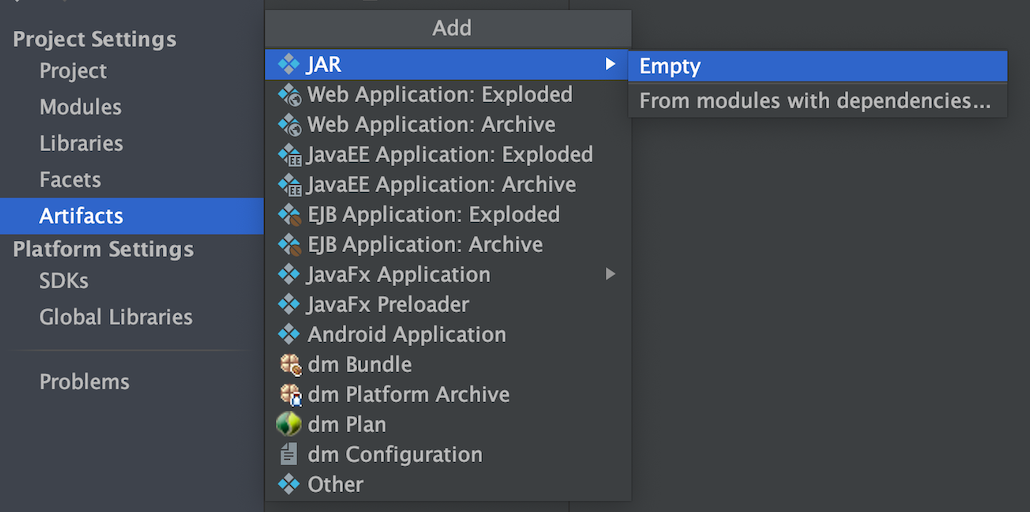 Project Settings
Project
Modules
Libraries
Facets
Artifacts
Platform Settings
SDKs
Global Libraries
Problems
Add
JAR
Web Application: Exploded
Web Application: Archive
JavaEE Application: Exploded
JavaEE Application: Archive
EJB Application: Exploded
EJB Application: Archive
JavaFx Application
JavaFx Preloader
Android Application
dm Bundle
dm Platform Archive
dm Plan
dm Configuration
Other
Empty
From modules with dependencies...